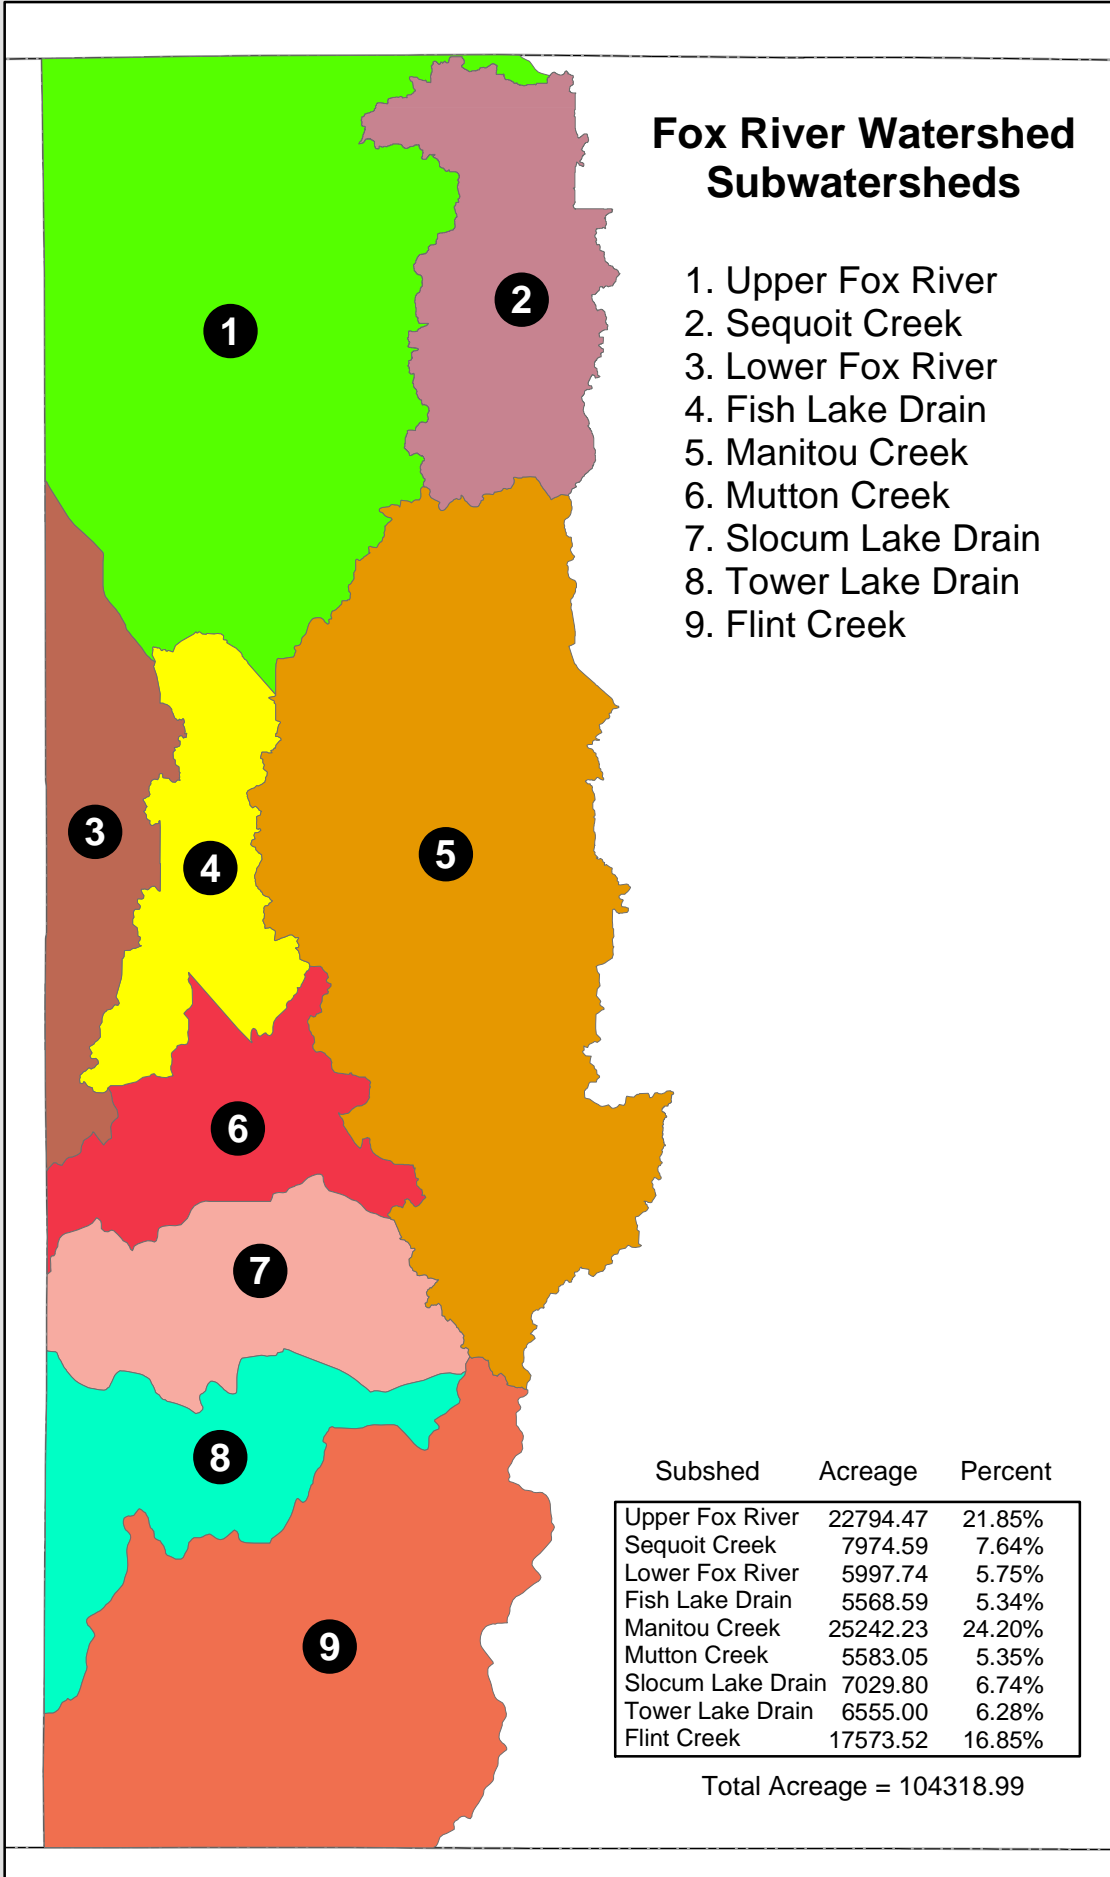 Fox River Watershed
Subwatersheds
1. Upper Fox River
2. Sequoit Creek
3. Lower Fox River
4. Fish Lake Drain
5. Manitou Creek
6. Mutton Creek
7. Slocum Lake Drain
8. Tower Lake Drain
9. Flint Creek
1
2
3
4
5
6
7
8
9
Subshed Acreage Percent
Upper Fox River 22794.47 21.85%
Sequoit Creek 7974.59 7.64%
Lower Fox River 5997.74 5.75%
Fish Lake Drain 5568.59 5.34%
Manitou Creek 25242.23 24.20%
Mutton Creek 5583.05 5.35%
Slocum Lake Drain 7029.80 6.74%
Tower Lake Drain 6555.00 6.28%
Flint Creek 17573.52 16.85%
Total Acreage = 104318.99